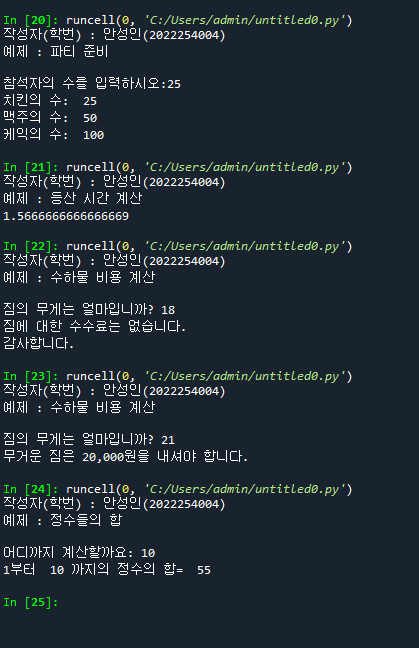 In [20]: runcell(0, 'C:/Users/admin/untitled0.py')
작성자(학번) : 안성인(2022254004)
예제 : 파티 준비
참석자의 수를 입력하시오:25
치킨의 수:  25
맥주의 수:  50
케익의 수:  100
In [21]: runcell(0, 'C:/Users/admin/untitled0.py')
작성자(학번) : 안성인(2022254004)
예제 : 등산 시간 계산
1.5666666666666669
In [22]: runcell(0, 'C:/Users/admin/untitled0.py')
작성자(학번) : 안성인(2022254004)
예제 : 수하물 비용 계산
짐의 무게는 얼마입니까? 18
짐에 대한 수수료는 없습니다.
감사합니다.
In [23]: runcell(0, 'C:/Users/admin/untitled0.py')
작성자(학번) : 안성인(2022254004)
예제 : 수하물 비용 계산
짐의 무게는 얼마입니까? 21
무거운 짐은 20,000원을 내셔야 합니다.
In [24]: runcell(0, 'C:/Users/admin/untitled0.py')
작성자(학번) : 안성인(2022254004)
예제 : 정수들의 합
어디까지 계산할까요: 10
1부터  10 까지의 정수의 합=  55
In [25]: